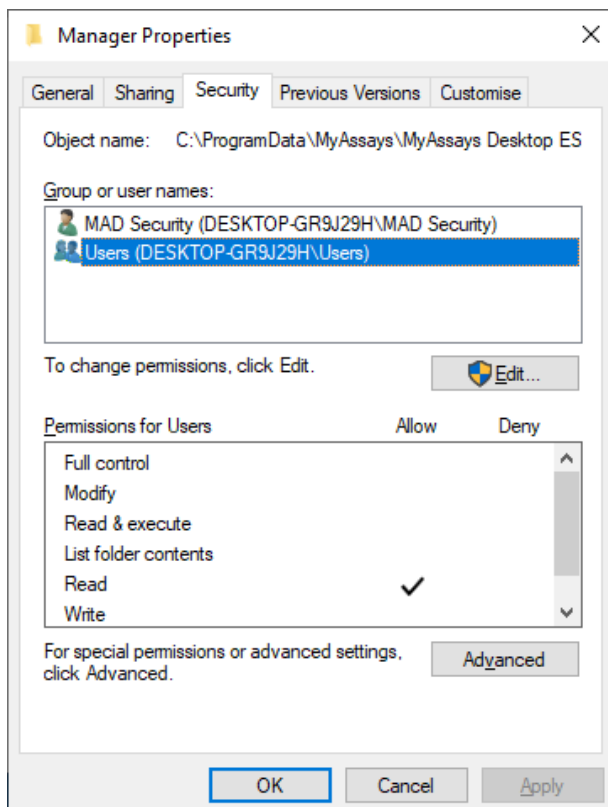 Manager Properties
General Sharing Security Previous Versions Customise
Object name: C:\ProgramData\MyAssays\MyAssays Desktop ES
Group or user names:
MAD Security (DESKTOP-GR9J29H\MAD Security)
Users (DESKTOP-GR9J29H\Users)
To change permissions, click Edit.
Edit...
Permissions for Users Allow Deny
Full control
Modify
Read & execute
List folder contents
Read
Write
For special permissions or advanced settings,
click Advanced.
Advanced
OK Cancel Apply